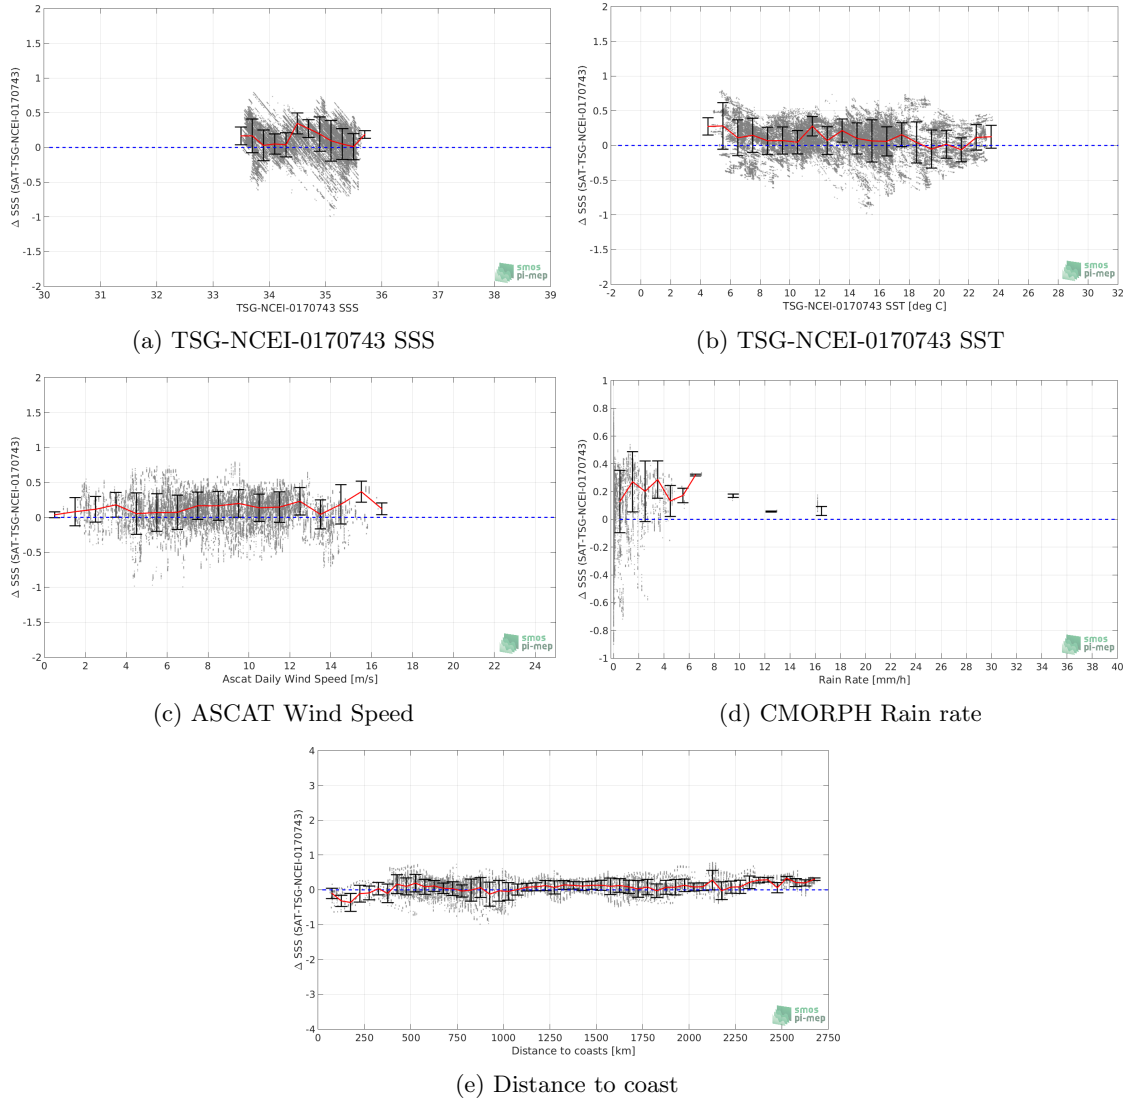 Δ SSS (SAT-TSG-NCEI-0170743)
2
1.5
1
0.5
0
-0.5
-1
-1.5
-2
30 31 32 33 34 35 36 37 38 39
TSG-NCEI-0170743 SSS
smos
pi-mep
(a) TSG-NCEI-0170743 SSS
Δ SSS (SAT-TSG-NCEI-0170743)
2
1.5
1
0.5
0
-0.5
-1
-1.5
-2
-2 0 2 4 6 8 10 12 14 16 18 20 22 24 26 28 30 32
TSG-NCEI-0170743 SST [deg C]
smos
pi-mep
(b) TSG-NCEI-0170743 SST
Δ SSS (SAT-TSG-NCEI-0170743)
2
1.5
1
0.5
0
-0.5
-1
-1.5
-2
0 2 4 6 8 10 12 14 16 18 20 22 24
Ascat Daily Wind Speed [m/s]
smos
pi-mep
(c) ASCAT Wind Speed
Δ SSS (SAT-TSG-NCEI-0170743)
1
0.8
0.6
0.4
0.2
0
-0.2
-0.4
-0.6
-0.8
-1
0 2 4 6 8 10 12 14 16 18 20 22 24 26 28 30 32 34 36 38 40
Rain Rate [mm/h]
smos
pi-mep
(d) CMORPH Rain rate
Δ SSS (SAT-TSG-NCEI-0170743)
4
3
2
1
0
-1
-2
-3
-4
0 250 500 750 1000 1250 1500 1750 2000 2250 2500 2750
Distance to coasts [km]
smos
pi-mep
(e) Distance to coast